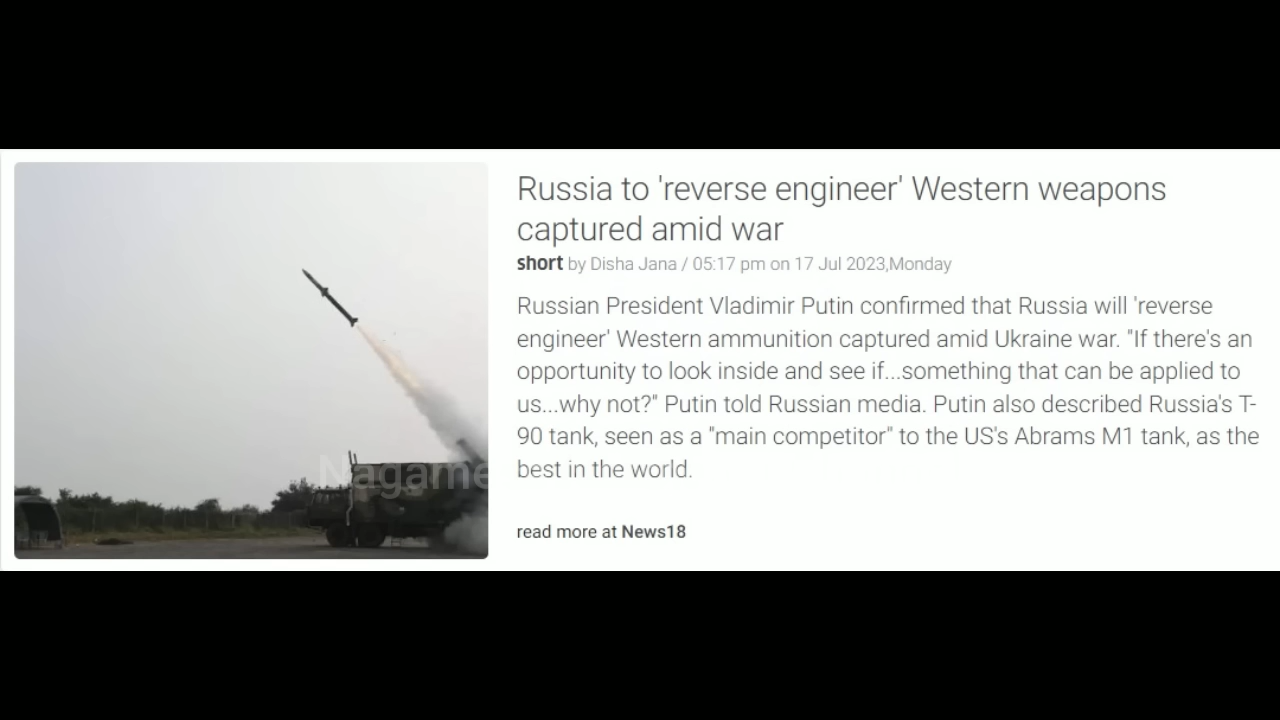 Russia to 'reverse engineer' Western weapons
captured amid war
short by Disha Jana / 05:17 pm on 17 Jul 2023,Monday
Russian President Vladimir Putin confirmed that Russia will 'reverse
engineer' Western ammunition captured amid Ukraine war. "If there's an
opportunity to look inside and see if...something that can be applied to
us...why not?" Putin told Russian media. Putin also described Russia's T-
90 tank, seen as a "main competitor" to the US's Abrams M1 tank, as the
best in the world.
read more at News18
Nagame